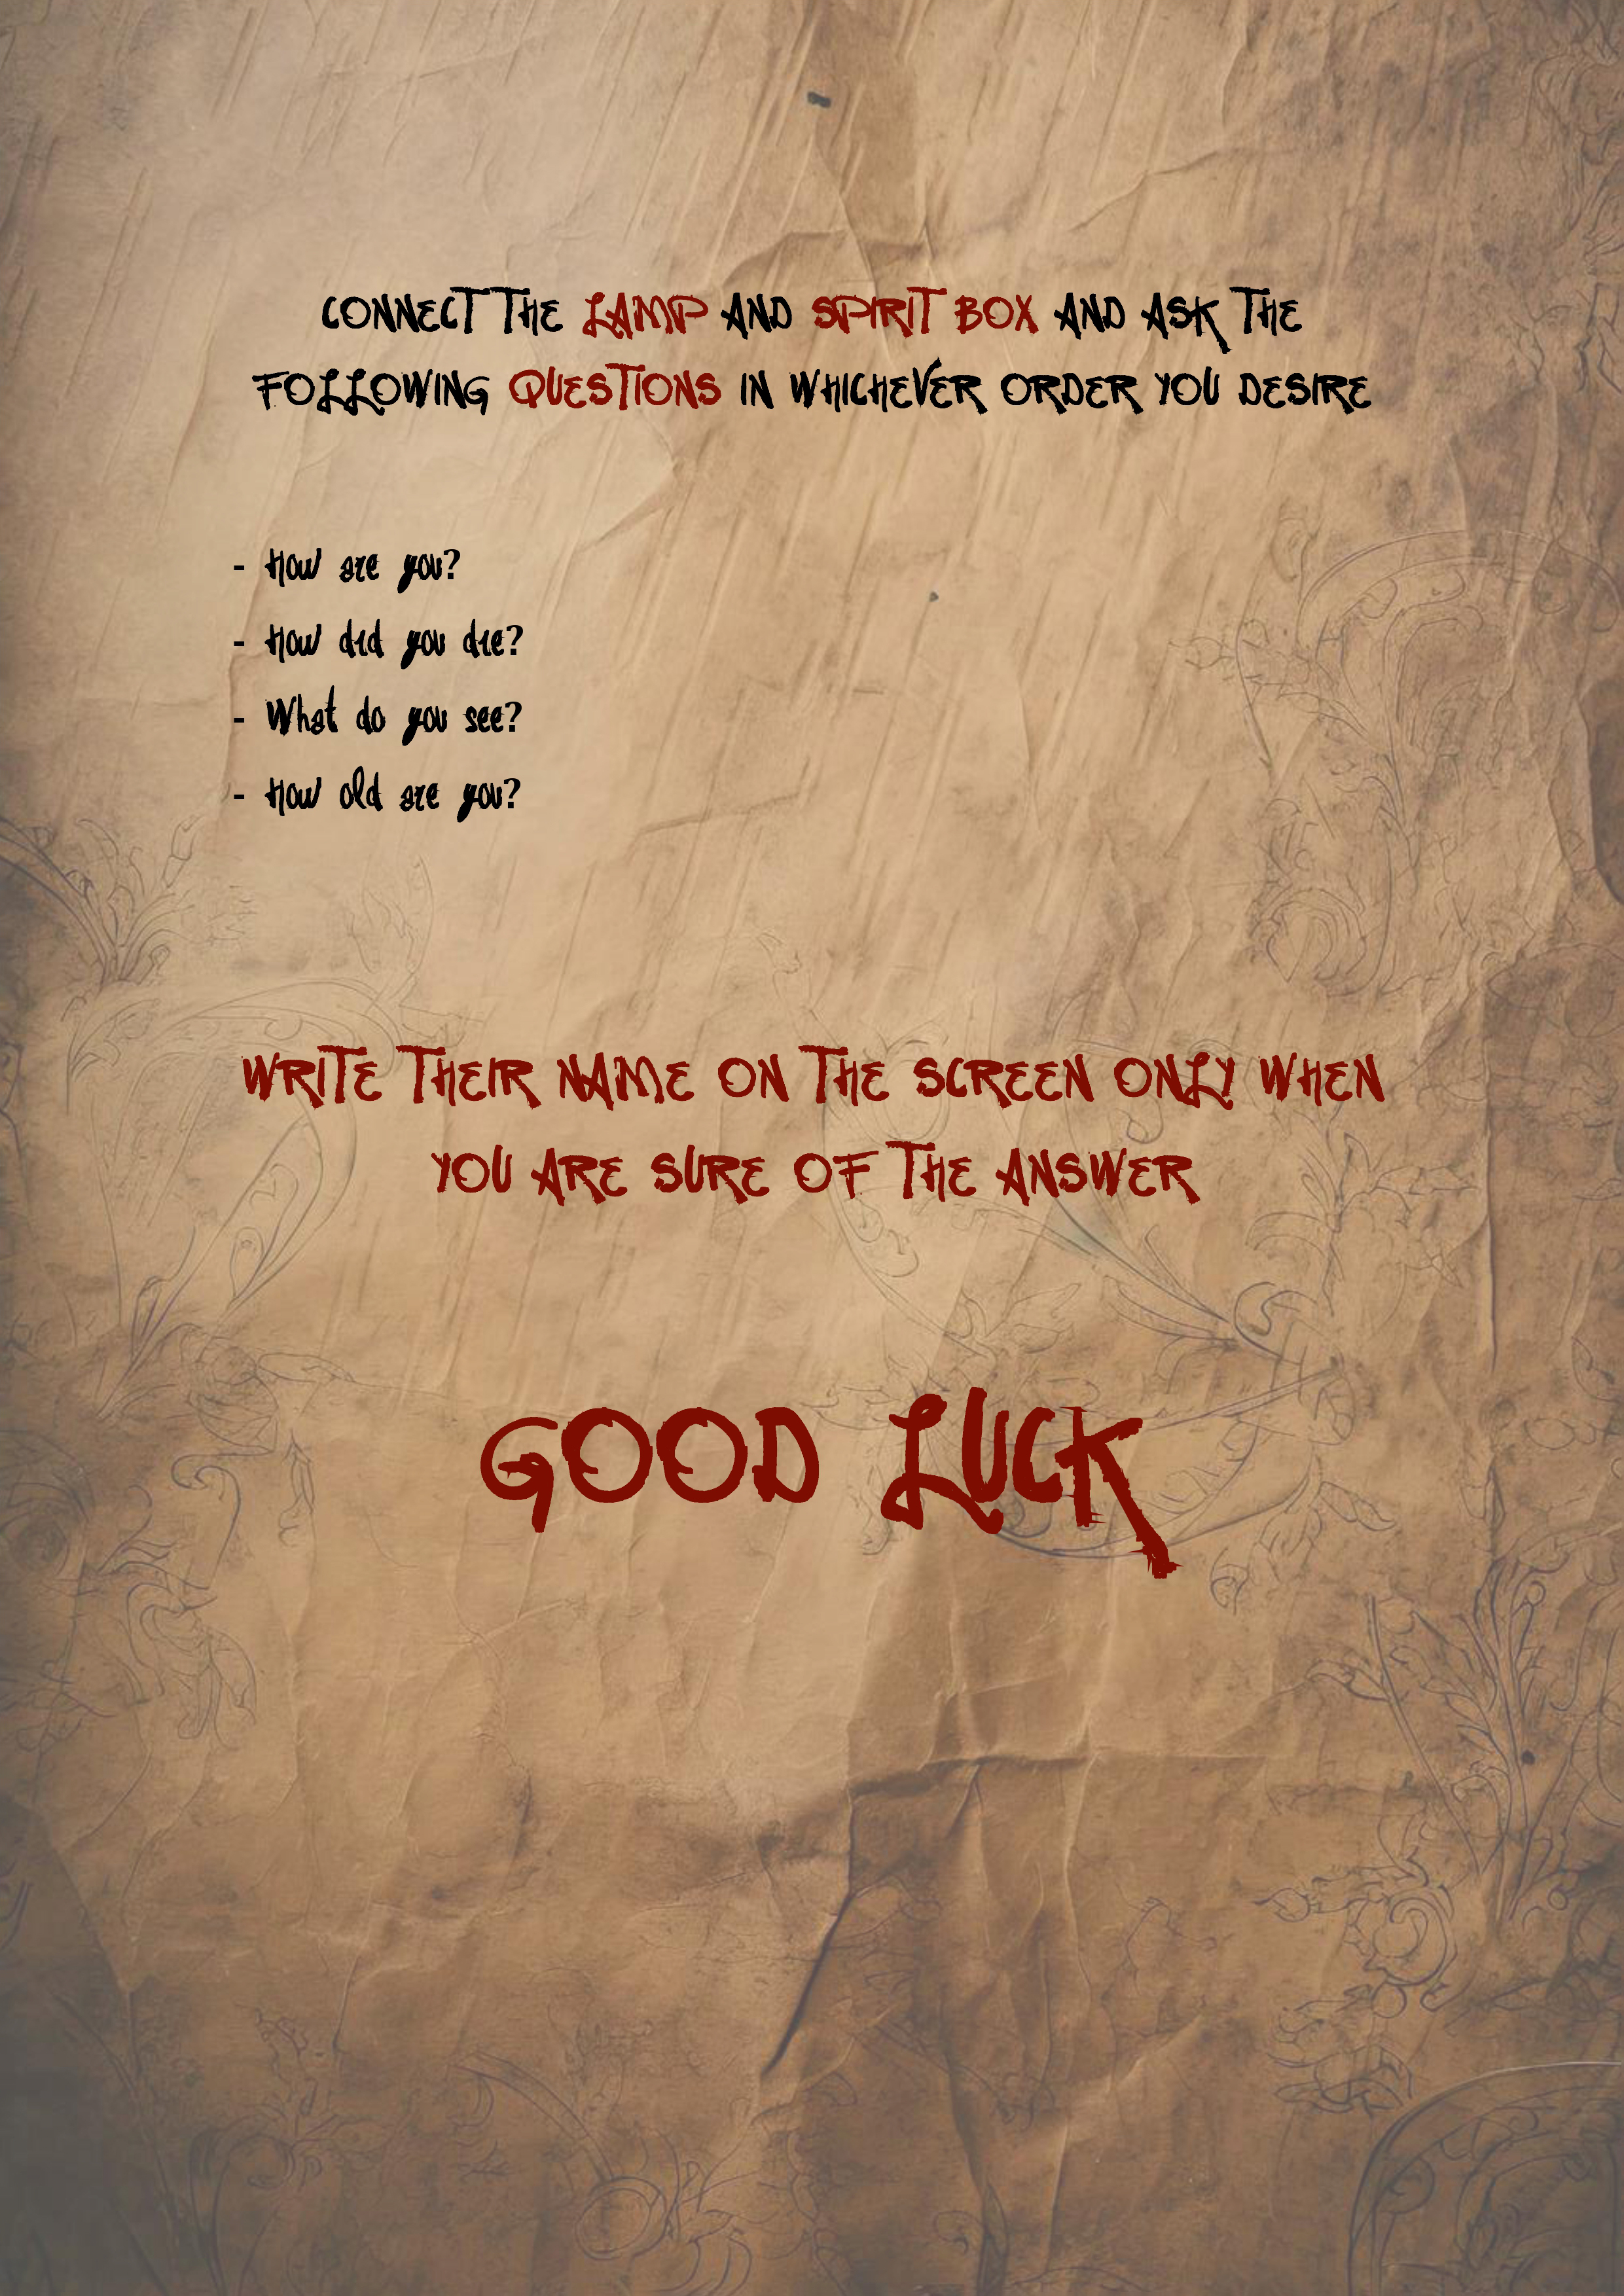 CONNECT THE LAMP AND SPIRIT BOX AND ASK THE
FOLLOWING QUESTIONS IN WHICHEVER ORDER YOU DESIRE
- How are you?
- How did you die?
- What do you see?
- How old are you?
WRITE THEIR NAME ON THE SCREEN ONLY WHEN
YOU ARE SURE OF THE ANSWER
GOOD LUCK